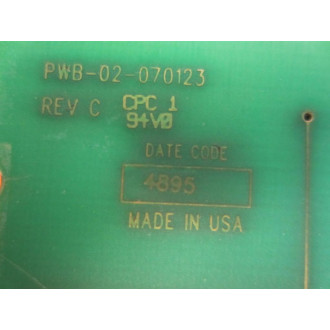 PWB-02-070123
REV C CPC 1
94V0
DATE CODE
4895
MADE IN USA